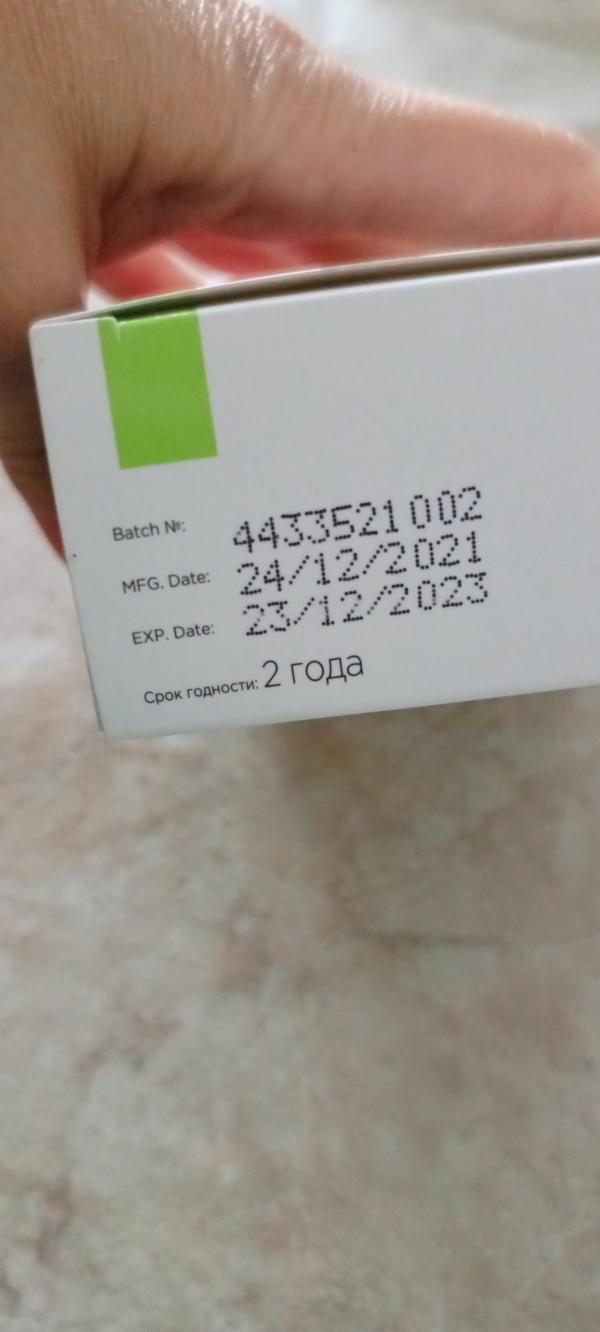 Batch №: 4433521002
MFG. Date: 24/12/2021
EXP. Date: 23/12/2023
Срок годности: 2 года